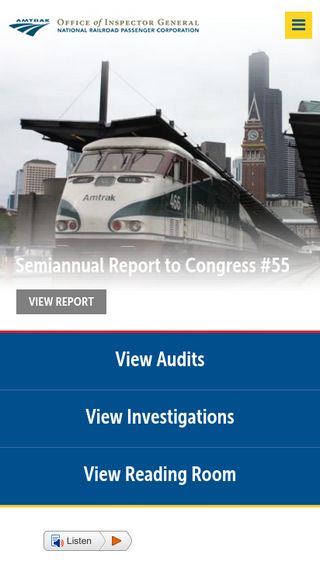 AMTRAK
OFFICE of INSPECTOR GENERAL
NATIONAL RAILROAD PASSENGER CORPORATION
Amtrak
466
Semiannual Report to Congress #55
VIEW REPORT
View Audits
View Investigations
View Reading Room
Listen